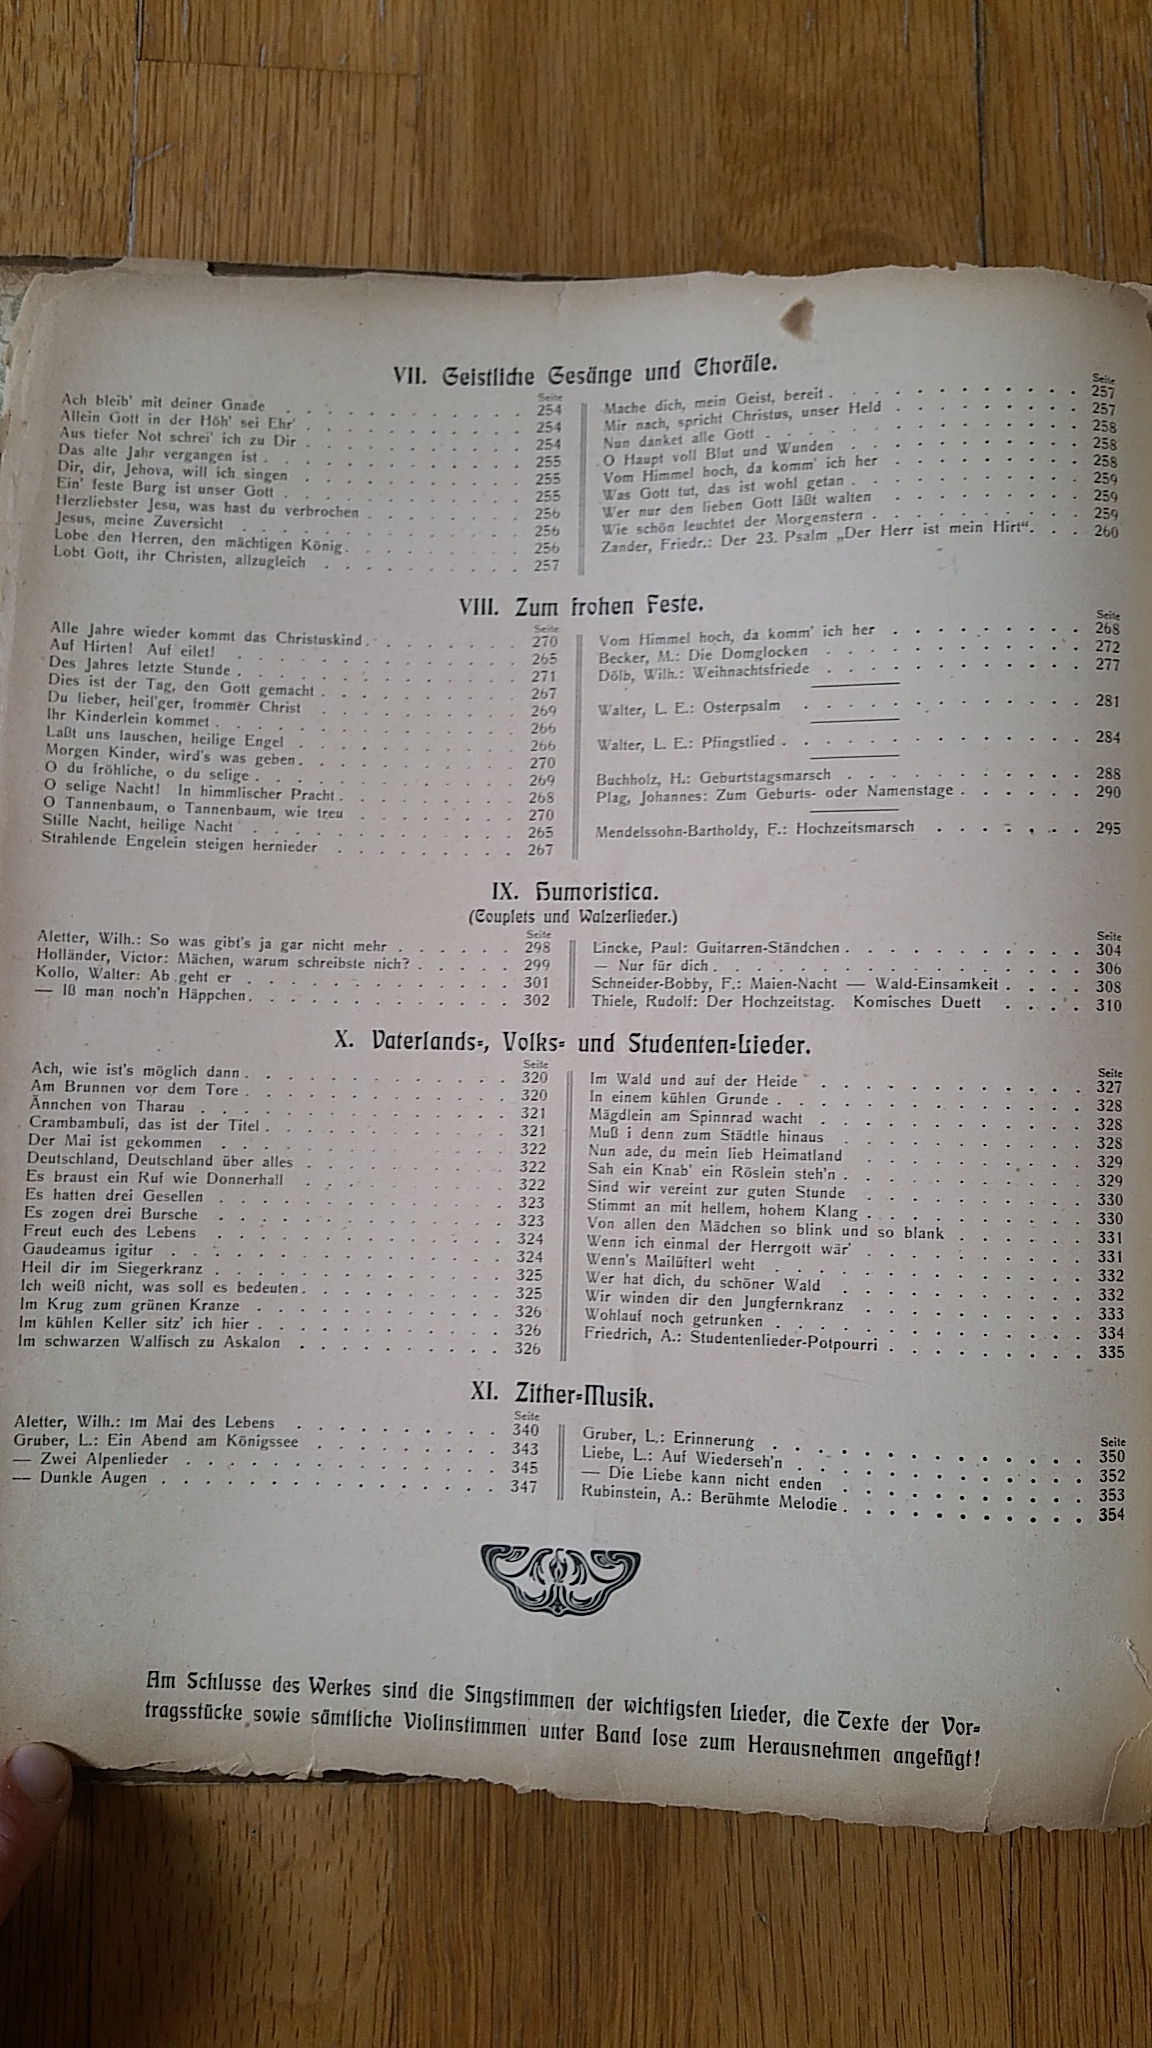 VII. Geistliche Gesänge und Choräle.
Seite
Ach bleib' mit deiner Gnade . . . 254
Allein Gott in der Höh' sei Ehr' . . . 254
Aus tiefer Not schrei' ich zu Dir . . . 254
Das alte Jahr vergangen ist . . . 255
Dir, dir, Jehova, will ich singen . . . 255
Ein' feste Burg ist unser Gott . . . 255
Herzliebster Jesu, was hast du verbrochen . . . 256
Jesus, meine Zuversicht . . . 256
Lobe den Herren, den mächtigen König . . . 256
Lobt Gott, ihr Christen, allzugleich . . . 257
Seite
Mache dich, mein Geist, bereit . . . 257
Mir nach, spricht Christus, unser Held . . . 257
Nun danket alle Gott . . . 258
O Haupt voll Blut und Wunden . . . 258
Vom Himmel hoch, da komm' ich her . . . 258
Was Gott tut, das ist wohl getan . . . 259
Wer nur den lieben Gott läßt walten . . . 259
Wie schön leuchtet der Morgenstern . . . 259
Zander, Friedr.: Der 23. Psalm „Der Herr ist mein Hirt“ . . . 260
VIII. Zum frohen Feste.
Seite
Alle Jahre wieder kommt das Christuskind . . . 270
Auf Hirten! Auf eilet! . . . 265
Des Jahres letzte Stunde . . . 271
Dies ist der Tag, den Gott gemacht . . . 267
Du lieber, heil'ger, frommer Christ . . . 269
Ihr Kinderlein kommet . . . 266
Laßt uns lauschen, heilige Engel . . . 266
Morgen Kinder, wird's was geben . . . 270
O du fröhliche, o du selige . . . 269
O selige Nacht! In himmlischer Pracht . . . 268
O Tannenbaum, o Tannenbaum, wie treu . . . 270
Stille Nacht, heilige Nacht . . . 265
Strahlende Engelein steigen hernieder . . . 267
Seite
Vom Himmel hoch, da komm' ich her . . . 268
Becker, M.: Die Domglocken . . . 272
Dölb, Wilh.: Weihnachtsfriede . . . 277
Walter, L. E.: Osterpsalm . . . 281
Walter, L. E.: Pfingstlied . . . 284
Buchholz, H.: Geburtstagsmarsch . . . 288
Plag, Johannes: Zum Geburts- oder Namenstage . . . 290
Mendelssohn-Bartholdy, F.: Hochzeitsmarsch . . . 295
IX. Humoristica.
(Couplets und Walzerlieder.)
Seite
Aletter, Wilh.: So was gibt's ja gar nicht mehr . . . 298
Holländer, Victor: Mächen, warum schreibste nich? . . . 299
Kollo, Walter: Ab geht er . . . 301
— Iß man noch'n Häppchen . . . 302
Seite
Lincke, Paul: Guitarren-Ständchen . . . 304
— Nur für dich . . . 306
Schneider-Bobby, F.: Maien-Nacht — Wald-Einsamkeit . . . 308
Thiele, Rudolf: Der Hochzeitstag. Komisches Duett . . . 310
X. Vaterlands-, Volks- und Studenten-Lieder.
Seite
Ach, wie ist's möglich dann . . . 320
Am Brunnen vor dem Tore . . . 320
Ännchen von Tharau . . . 321
Crambambuli, das ist der Titel . . . 321
Der Mai ist gekommen . . . 322
Deutschland, Deutschland über alles . . . 322
Es braust ein Ruf wie Donnerhall . . . 322
Es hatten drei Gesellen . . . 323
Es zogen drei Bursche . . . 323
Freut euch des Lebens . . . 324
Gaudeamus igitur . . . 324
Heil dir im Siegerkranz . . . 325
Ich weiß nicht, was soll es bedeuten . . . 325
Im Krug zum grünen Kranze . . . 326
Im kühlen Keller sitz' ich hier . . . 326
Im schwarzen Walfisch zu Askalon . . . 326
Seite
Im Wald und auf der Heide . . . 327
In einem kühlen Grunde . . . 328
Mägdlein am Spinnrad wacht . . . 328
Muß i denn zum Städtle hinaus . . . 328
Nun ade, du mein lieb Heimatland . . . 329
Sah ein Knab' ein Röslein steh'n . . . 329
Sind wir vereint zur guten Stunde . . . 330
Stimmt an mit hellem, hohem Klang . . . 330
Von allen den Mädchen so blink und so blank . . . 331
Wenn ich einmal der Herrgott wär' . . . 331
Wenn's Mailüfterl weht . . . 332
Wer hat dich, du schöner Wald . . . 332
Wir winden dir den Jungfernkranz . . . 333
Wohlauf noch getrunken . . . 334
Friedrich, A.: Studentenlieder-Potpourri . . . 335
XI. Zither-Musik.
Seite
Aletter, Wilh.: Im Mai des Lebens . . . 340
Gruber, L.: Ein Abend am Königssee . . . 343
— Zwei Alpenlieder . . . 345
— Dunkle Augen . . . 347
Seite
Gruber, L.: Erinnerung . . . 350
Liebe, L.: Auf Wiederseh'n . . . 352
— Die Liebe kann nicht enden . . . 353
Rubinstein, A.: Berühmte Melodie . . . 354
Am Schlusse des Werkes sind die Singstimmen der wichtigsten Lieder, die Texte der Vor-
tragsstücke sowie sämtliche Violinstimmen unter Band lose zum Herausnehmen angefügt!